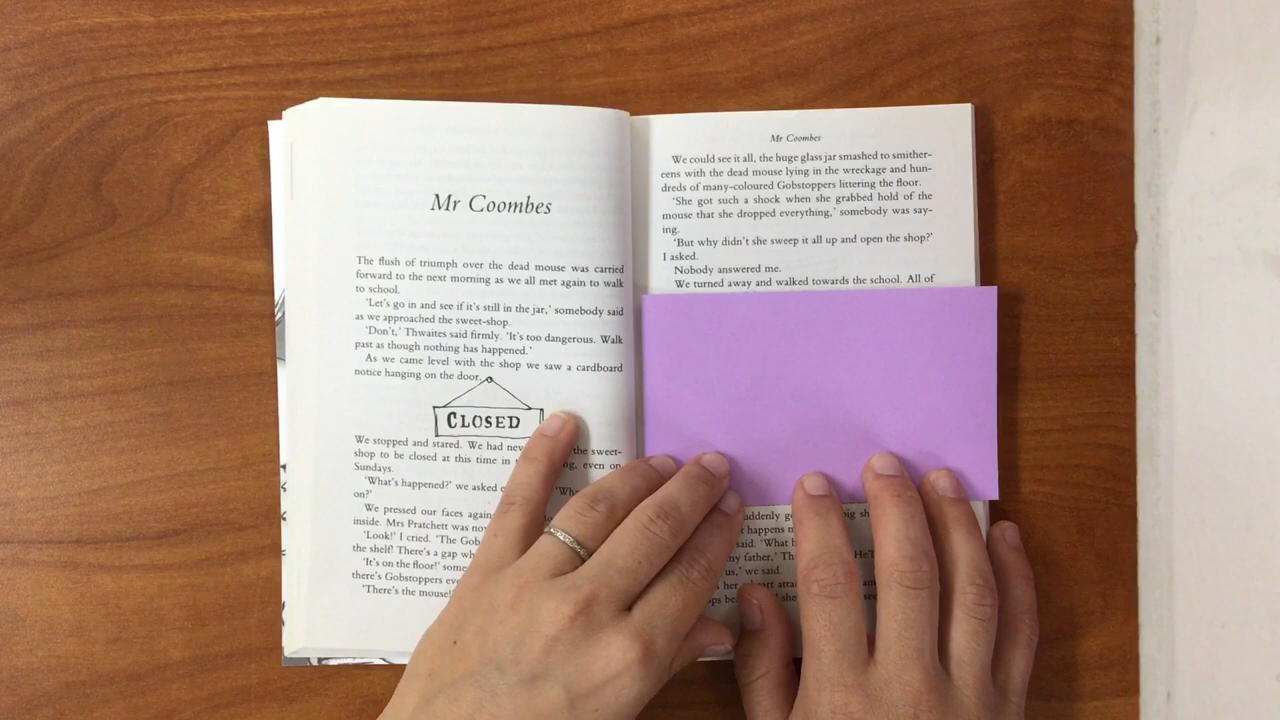 Mr Coombes
The flush of triumph over the dead mouse was carried
forward to the next morning as we all met again to walk
to school.
'Let's go in and see if it's still in the jar,' somebody said
as we approached the sweet-shop.
'Don't,' Thwaites said firmly. 'It's too dangerous. Walk
past as though nothing has happened.'
As we came level with the shop we saw a cardboard
notice hanging on the door.
CLOSED
We stopped and stared. We had the sweet-
shop to be closed at this time in even on
Sundays.
'What's happened?' we asked
on?'
We pressed our faces
inside. Mrs Pratchett was
'Look!' I cried. 'The
the shelf! There's a gap
'It's on the floor!'
there's Gobstoppers
'There's the mouse!
Mr Coombes
We could see it all, the huge glass jar smashed to smither-
eens with the dead mouse lying in the wreckage and hun-
dreds of many-coloured Gobstoppers littering the floor.
'She got such a shock when she grabbed hold of the
mouse that she dropped everything,' somebody was say-
ing.
'But why didn't she sweep it all up and open the shop?'
I asked.
Nobody answered me.
We turned away and walked towards the school. All of
big
happens
said. 'What
my father,'
us,' we said.
her
she